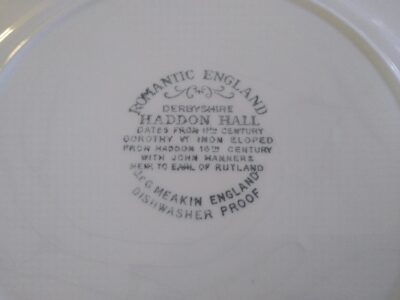 ROMANTIC ENGLAND
DERBYSHIRE
HADDON HALL
DATES FROM 11TH CENTURY
DOROTHY VERNON ELOPED
FROM HADDON 16TH CENTURY
WITH JOHN MANNERS
HEIR TO EARL OF RUTLAND
J&G MEAKIN ENGLAND
DISHWASHER PROOF